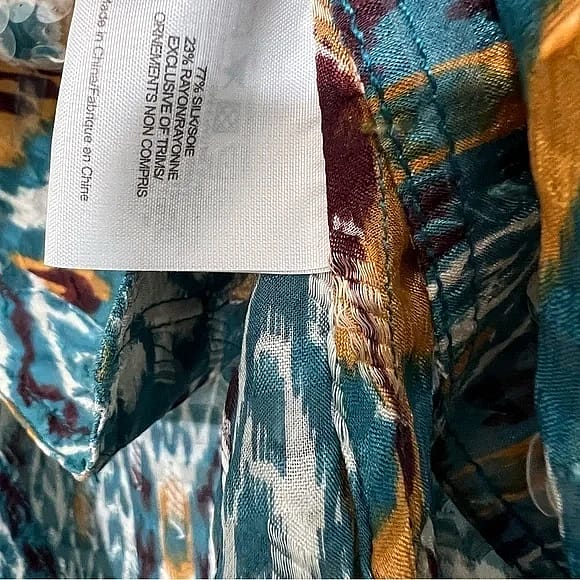 77% SILK/SOIE
23% RAYON/RAYONNE
EXCLUSIVE OF TRIMS/
ORNEMENTS NON COMPRIS
Made in China/Fabriqué en Chine